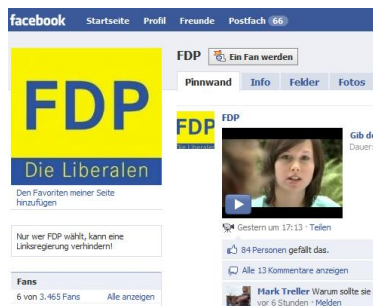 facebook Startseite Profil Freunde Postfach 66
FDP Ein Fan werden
Pinnwand Info Felder Fotos
FDP
Die Liberalen
Den Favoriten meiner Seite
hinzufügen
Nur wer FDP wählt, kann eine
Linksregierung verhindern!
Fans
6 von 3.465 Fans Alle anzeigen
FDP
Die Liberalen
FDP
Gib de
Dauer:
Gestern um 17:13 · Teilen
84 Personen gefällt das.
Alle 13 Kommentare anzeigen
Mark Treller Warum sollte sie
vor 6 Stunden · Melden